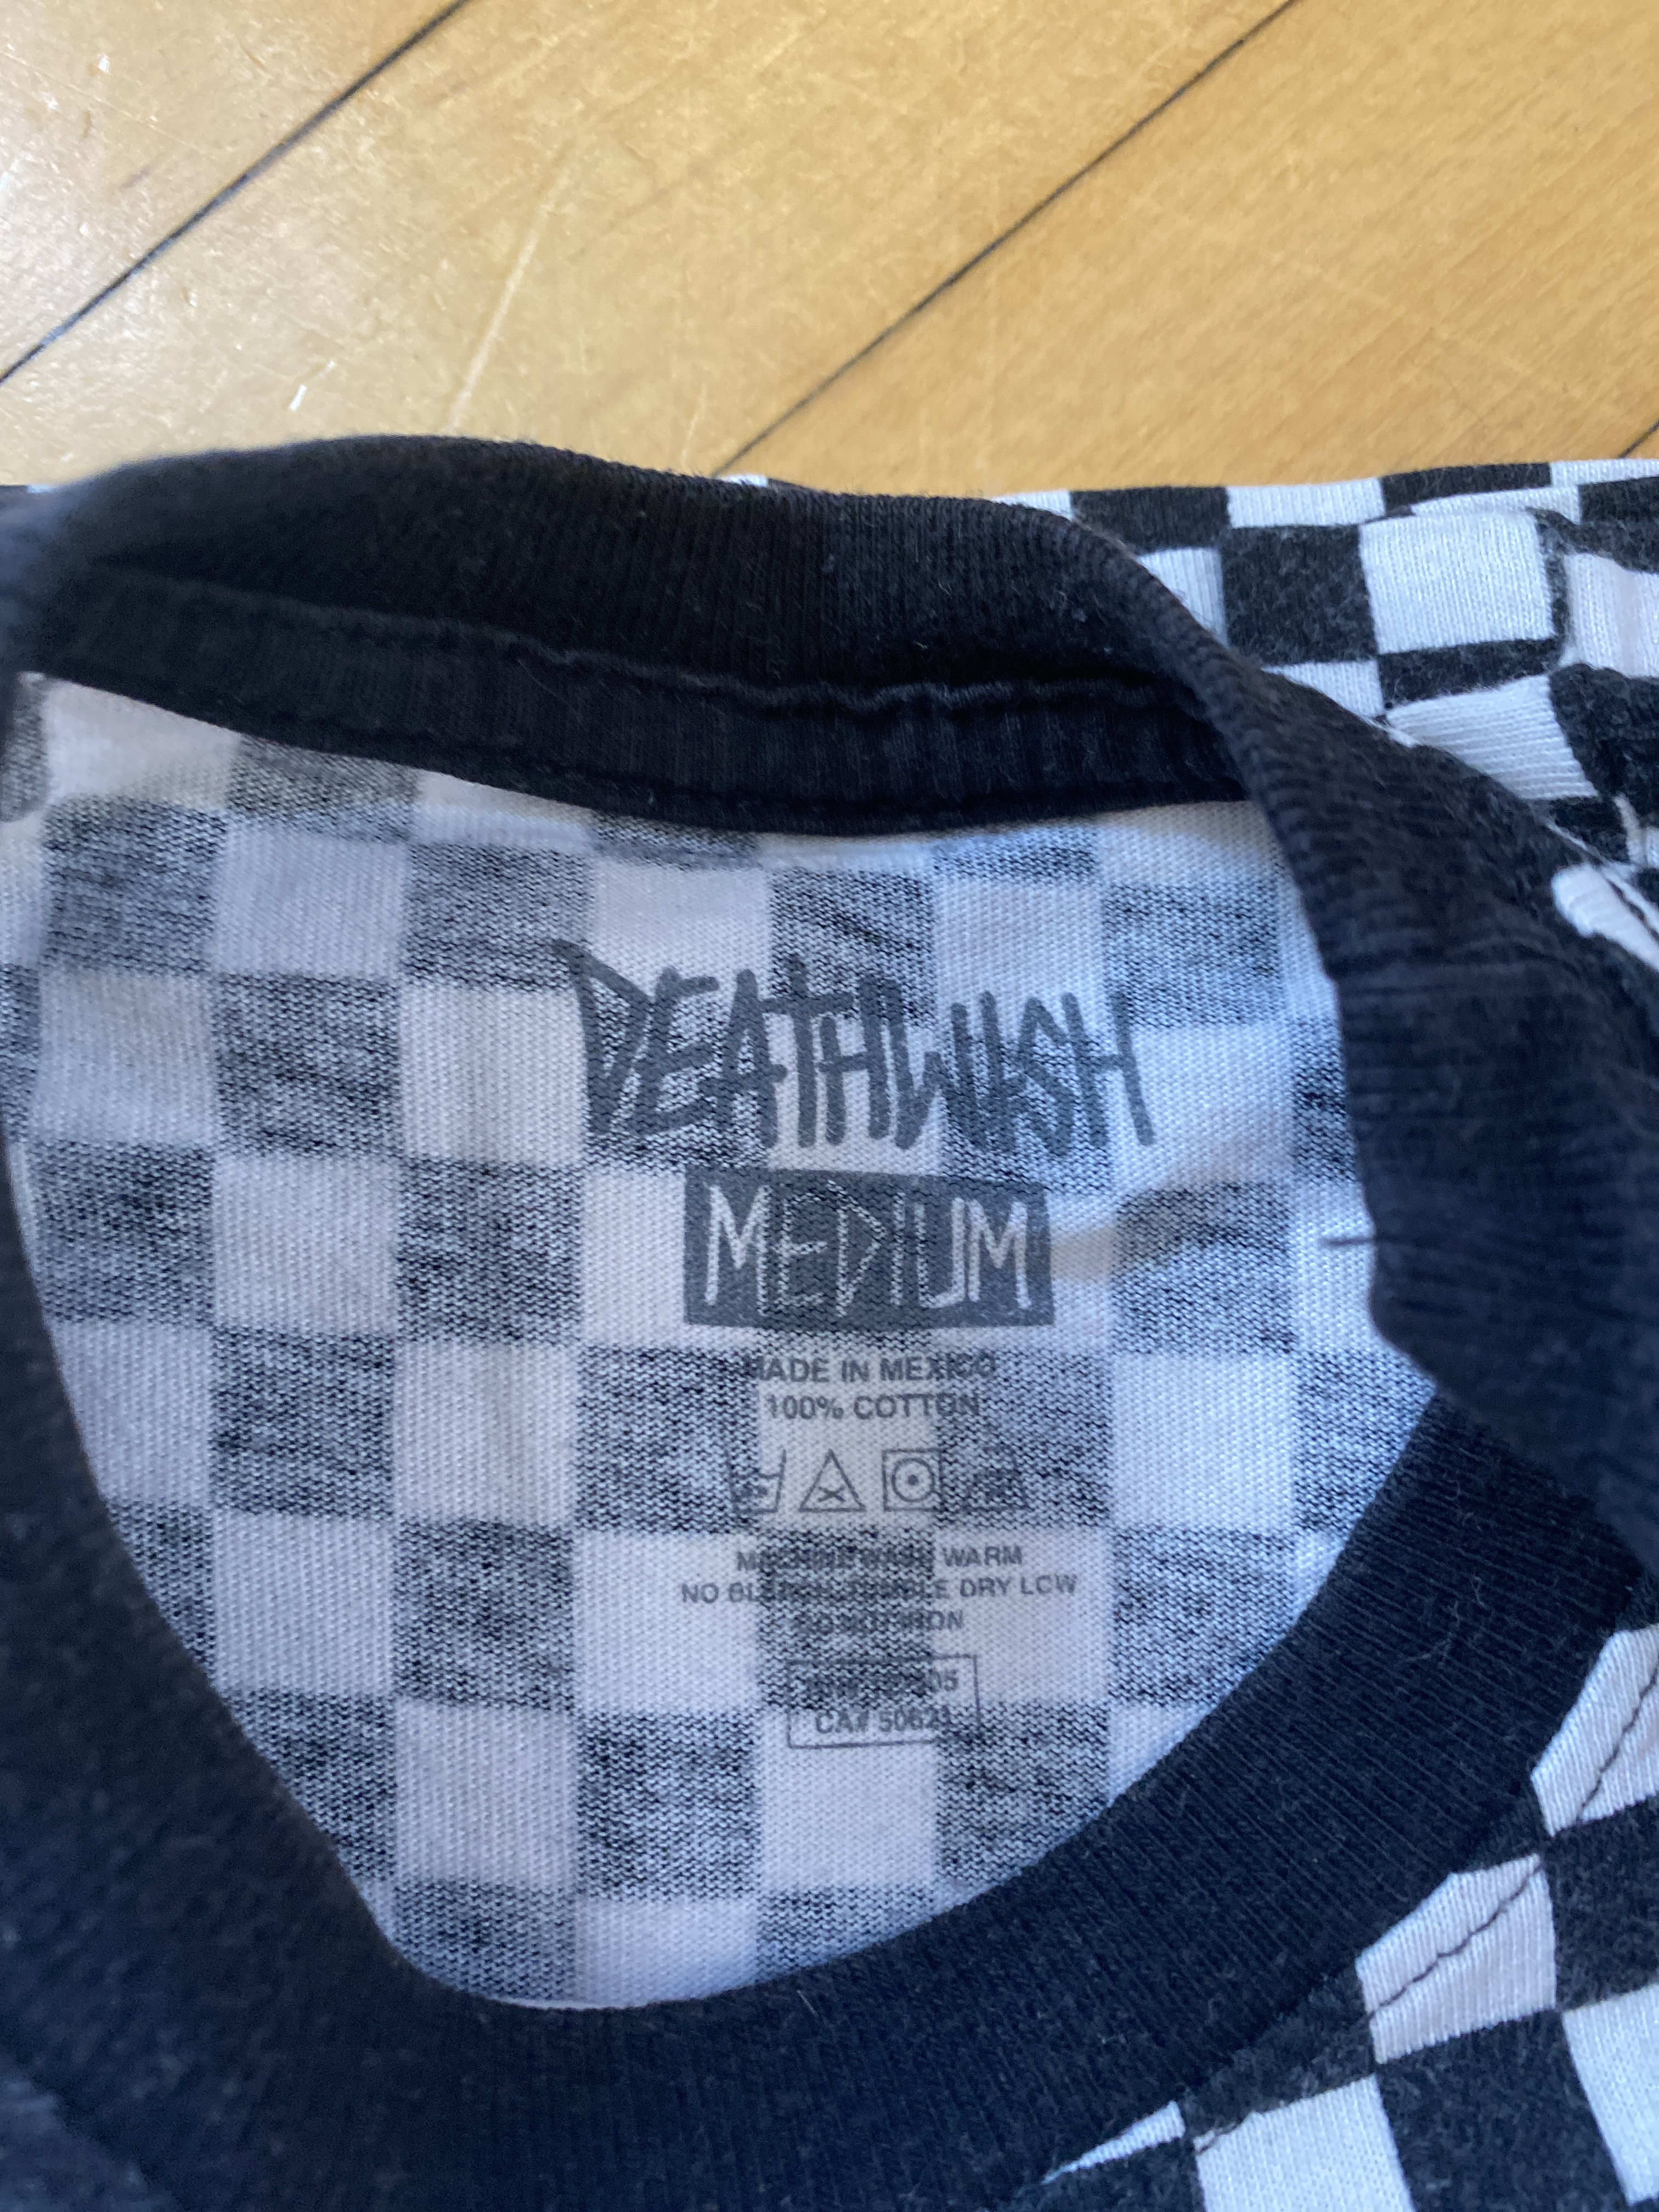 DEATHWISH
MEDIUM
MADE IN MEXICO
100% COTTON
MACHINE WASH WARM
NO BLEACH, TUMBLE DRY LOW
DO NOT IRON
CA# 50621